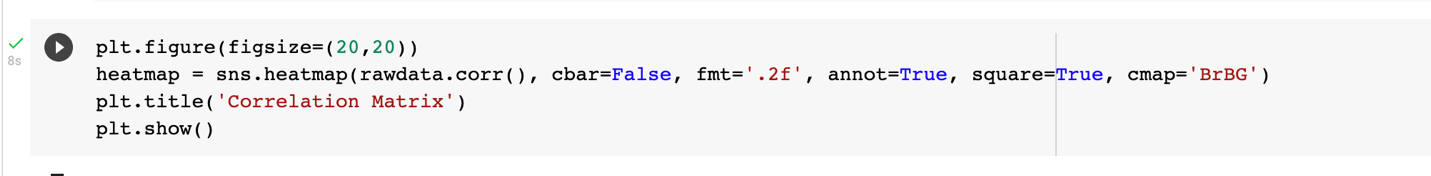 plt.figure(figsize=(20,20))
8s
heatmap = sns.heatmap(rawdata.corr(), cbar=False, fmt='.2f', annot=True, square=True, cmap='BrBG')
plt.title('Correlation Matrix')
plt.show()